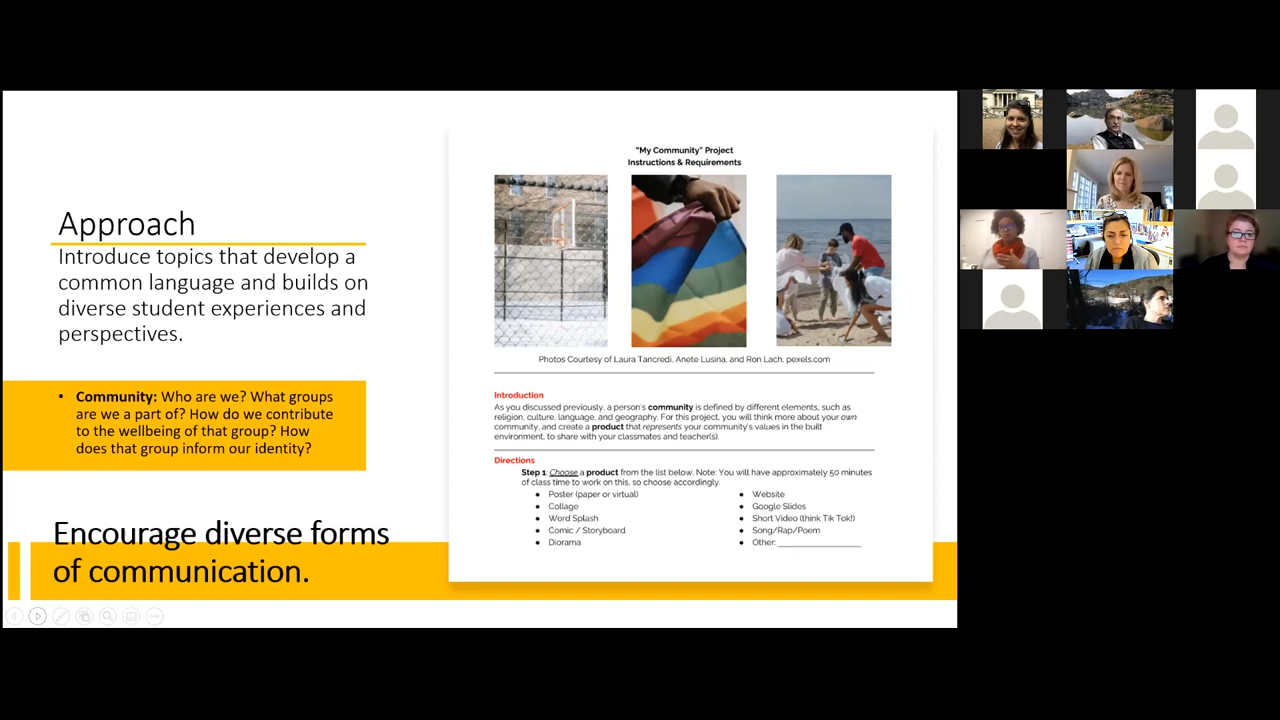 Approach
Introduce topics that develop a
common language and builds on
diverse student experiences and
perspectives.
• Community: Who are we? What groups
are we a part of? How do we contribute
to the wellbeing of that group? How
does that group inform our identity?
Encourage diverse forms
of communication.
"My Community" Project
Instructions & Requirements
Photos Courtesy of Laura Tancredi, Anete Lusina, and Ron Lach, pexels.com
Introduction
As you discussed previously, a person's community is defined by different elements, such as
religion, culture, language, and geography. For this project, you will think more about your own
community, and create a product that represents your community's values in the built
environment, to share with your classmates and teacher(s).
Directions
Step 1: Choose a product from the list below. Note: You will have approximately 50 minutes
of class time to work on this, so choose accordingly.
• Poster (paper or virtual)
• Collage
• Word Splash
• Comic / Storyboard
• Diorama
• Website
• Google Slides
• Short Video (think Tik Tok!)
• Song/Rap/Poem
• Other: ___________________